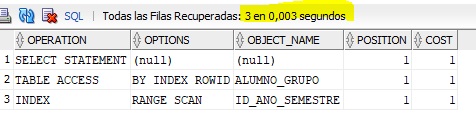 SQL | Todas las Filas Recuperadas: 3 en 0,003 segundos
OPERATION OPTIONS OBJECT_NAME POSITION COST
1 SELECT STATEMENT (null) (null) 1 1
2 TABLE ACCESS BY INDEX ROWID ALUMNO_GRUPO 1 1
3 INDEX RANGE SCAN ID_ANO_SEMESTRE 1 1